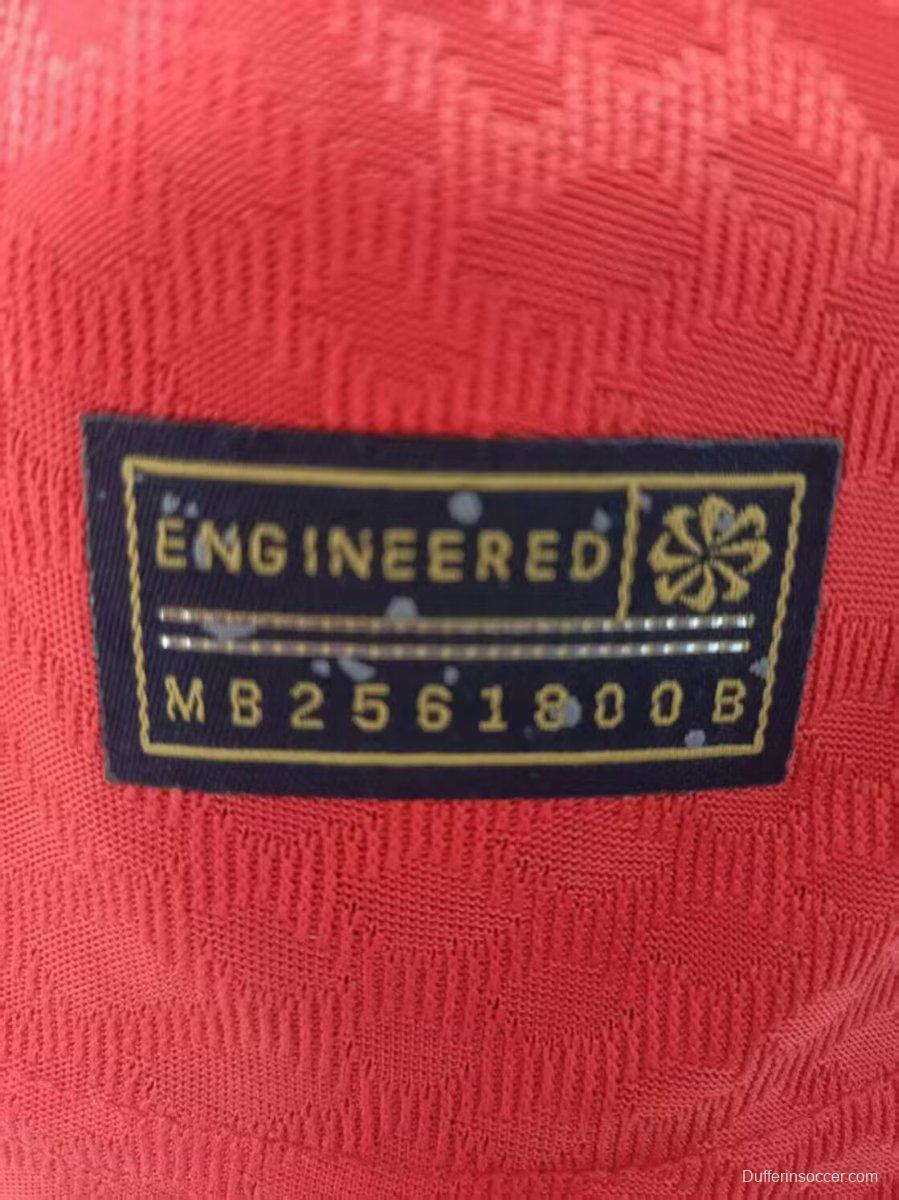 ENGINEERED
MB2561800B
Dufferinsoccer.com